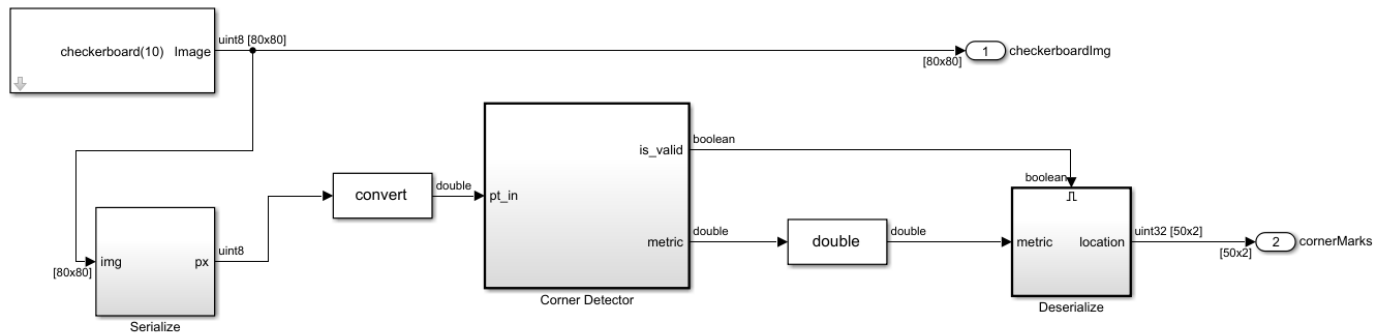 checkerboard(10) Image
uint8 [80x80]
[80x80]
1
checkerboardImg
[80x80]
img
px
Serialize
uint8
convert
double
pt_in
is_valid
metric
Corner Detector
boolean
double
double
double
boolean
metric
location
Deserialize
uint32 [50x2]
[50x2]
2
cornerMarks